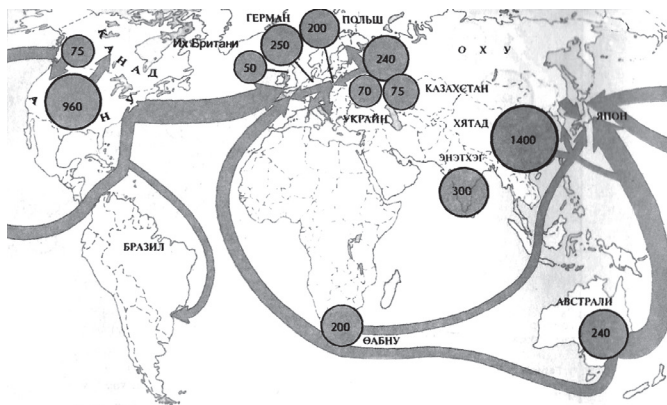 ГЕРМАН
ПОЛЬШ
200
75
КАНАД
Их Британи
250
240
50
О Х У
960
А Н У
70
75
КАЗАХСТАН
УКРАЙН
ХЯТАД
1400
ЯПОН
ЭНЭТХЭГ
300
БРАЗИЛ
АВСТРАЛИ
200
ӨАБНУ
240